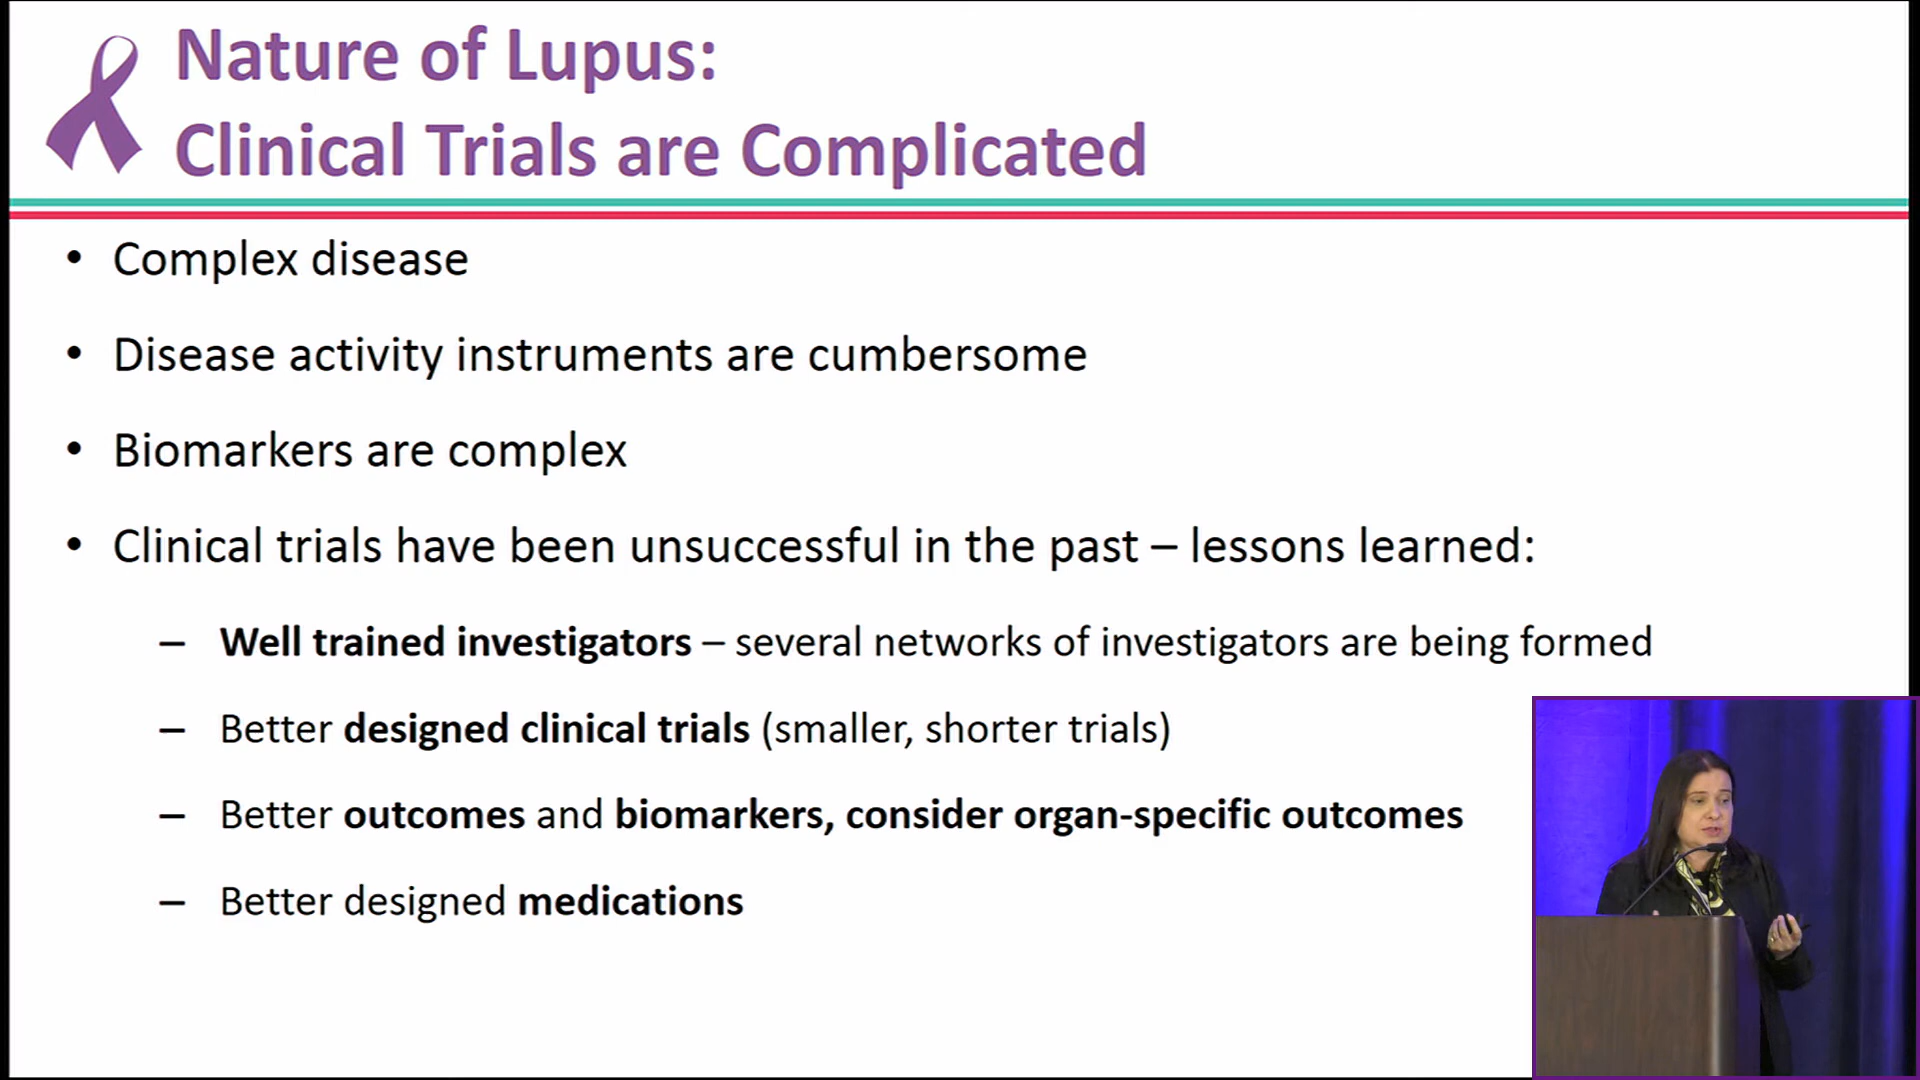 Nature of Lupus:
Clinical Trials are Complicated
• Complex disease
• Disease activity instruments are cumbersome
• Biomarkers are complex
• Clinical trials have been unsuccessful in the past – lessons learned:
– Well trained investigators – several networks of investigators are being formed
– Better designed clinical trials (smaller, shorter trials)
– Better outcomes and biomarkers, consider organ-specific outcomes
– Better designed medications